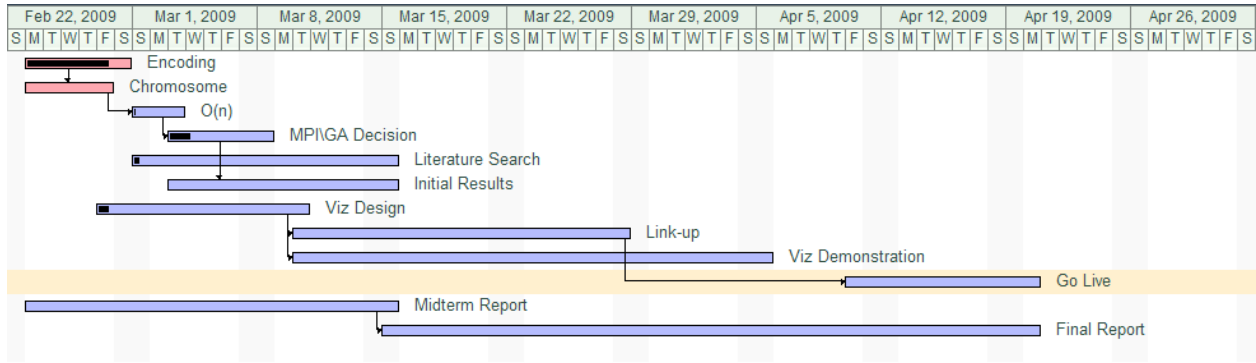 Feb 22, 2009 Mar 1, 2009 Mar 8, 2009 Mar 15, 2009 Mar 22, 2009 Mar 29, 2009 Apr 5, 2009 Apr 12, 2009 Apr 19, 2009 Apr 26, 2009
S M T W T F S S M T W T F S S M T W T F S S M T W T F S S M T W T F S S M T W T F S S M T W T F S S M T W T F S S M T W T F S S M T W T F S
Encoding
Chromosome
O(n)
MPI\GA Decision
Literature Search
Initial Results
Viz Design
Link-up
Viz Demonstration
Go Live
Midterm Report
Final Report